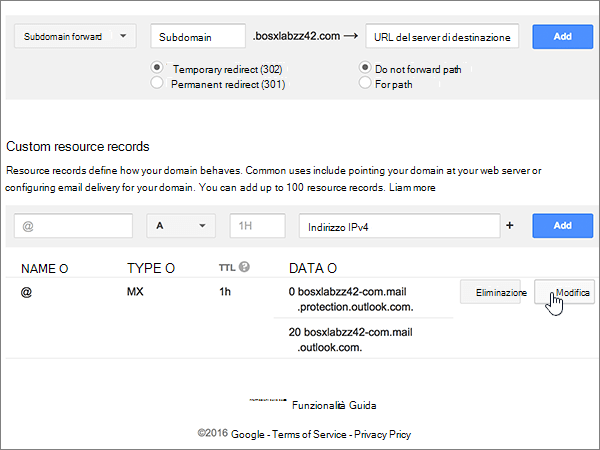 Subdomain forward Subdomain .bosxlabzz42.com → URL del server di destinazione Add
Temporary redirect (302) Do not forward path
Permanent redirect (301) For path
Custom resource records
Resource records define how your domain behaves. Common uses include pointing your domain at your web server or
configuring email delivery for your domain. You can add up to 100 resource records. Liam more
@ A 1H Indirizzo IPv4 + Add
NAME O TYPE O TTL ? DATA O
@ MX 1h 0 bosxlabzz42-com.mail Eliminazione Modifica
.protection.outlook.com.
20 bosxlabzz42-com.mail
.outlook.com.
Funzionalità Guida
©2016 Google - Terms of Service - Privacy Pricy